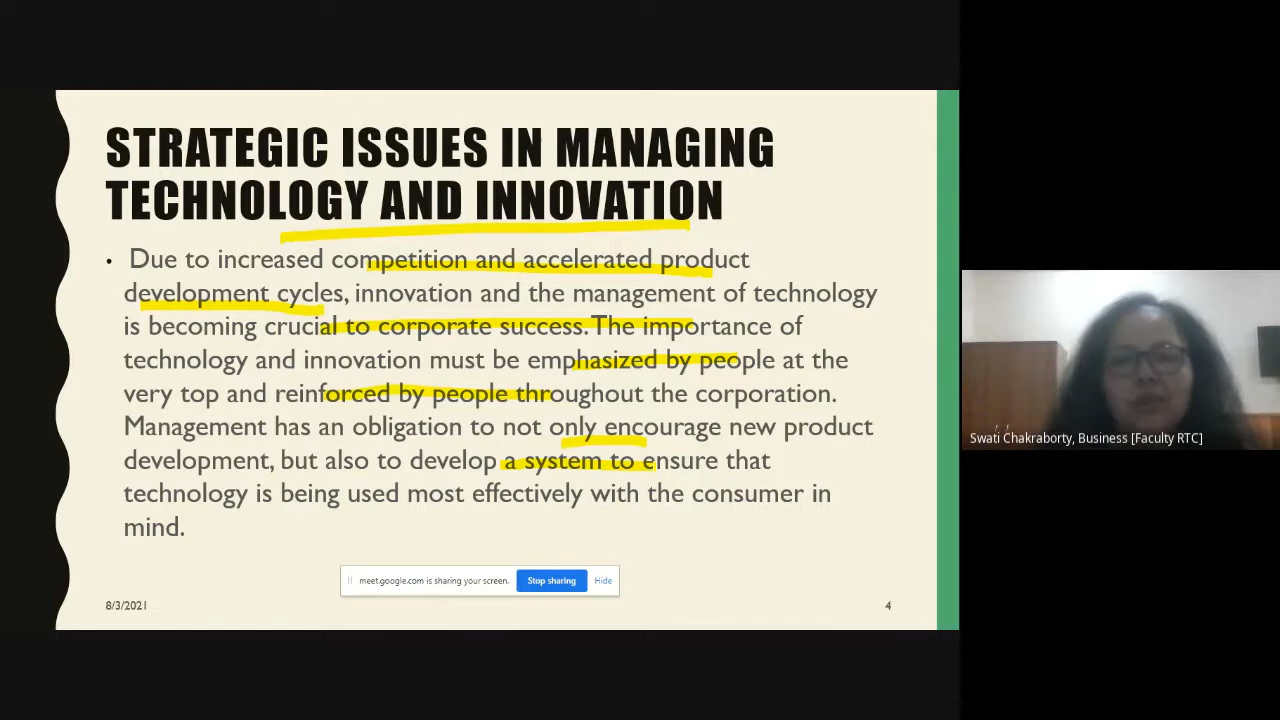 STRATEGIC ISSUES IN MANAGING
TECHNOLOGY AND INNOVATION
• Due to increased competition and accelerated product
development cycles, innovation and the management of technology
is becoming crucial to corporate success. The importance of
technology and innovation must be emphasized by people at the
very top and reinforced by people throughout the corporation.
Management has an obligation to not only encourage new product
development, but also to develop a system to ensure that
technology is being used most effectively with the consumer in
mind.
meet.google.com is sharing your screen. Stop sharing Hide
8/3/2021 4
Swati Chakraborty, Business [Faculty RTC]